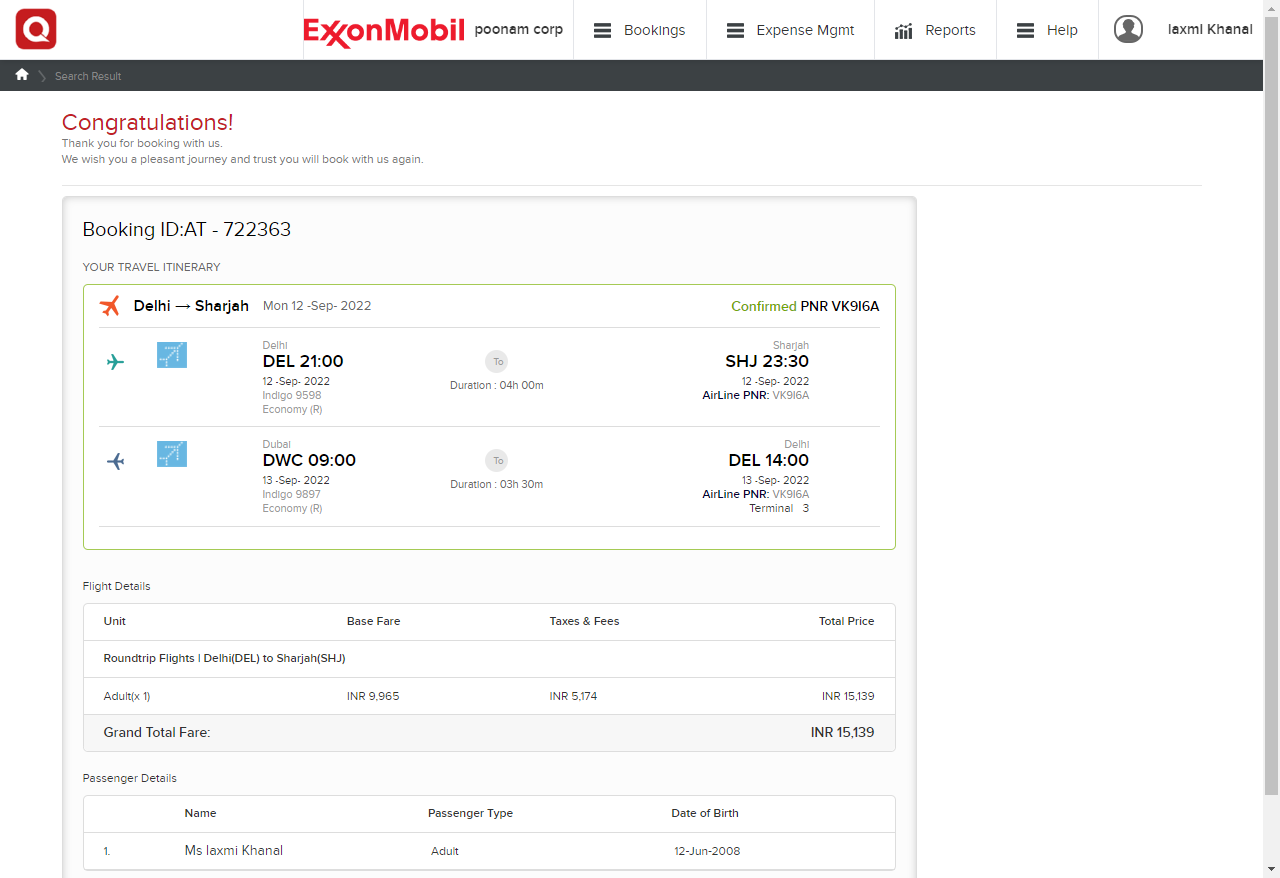 Q ExxonMobil poonam corp Bookings Expense Mgmt Reports Help laxmi Khanal
Search Result
Congratulations!
Thank you for booking with us.
We wish you a pleasant journey and trust you will book with us again.
Booking ID:AT - 722363
YOUR TRAVEL ITINERARY
Delhi → Sharjah Mon 12 -Sep- 2022 Confirmed PNR VK9I6A
Delhi Sharjah
DEL 21:00 To SHJ 23:30
12 -Sep- 2022 Duration : 04h 00m 12 -Sep- 2022
Indigo 9598 AirLine PNR: VK9I6A
Economy (R)
Dubai Delhi
DWC 09:00 To DEL 14:00
13 -Sep- 2022 Duration : 03h 30m 13 -Sep- 2022
Indigo 9897 AirLine PNR: VK9I6A
Economy (R) Terminal 3
Flight Details
Unit Base Fare Taxes & Fees Total Price
Roundtrip Flights | Delhi(DEL) to Sharjah(SHJ)
Adult(x 1) INR 9,965 INR 5,174 INR 15,139
Grand Total Fare: INR 15,139
Passenger Details
Name Passenger Type Date of Birth
1. Ms laxmi Khanal Adult 12-Jun-2008